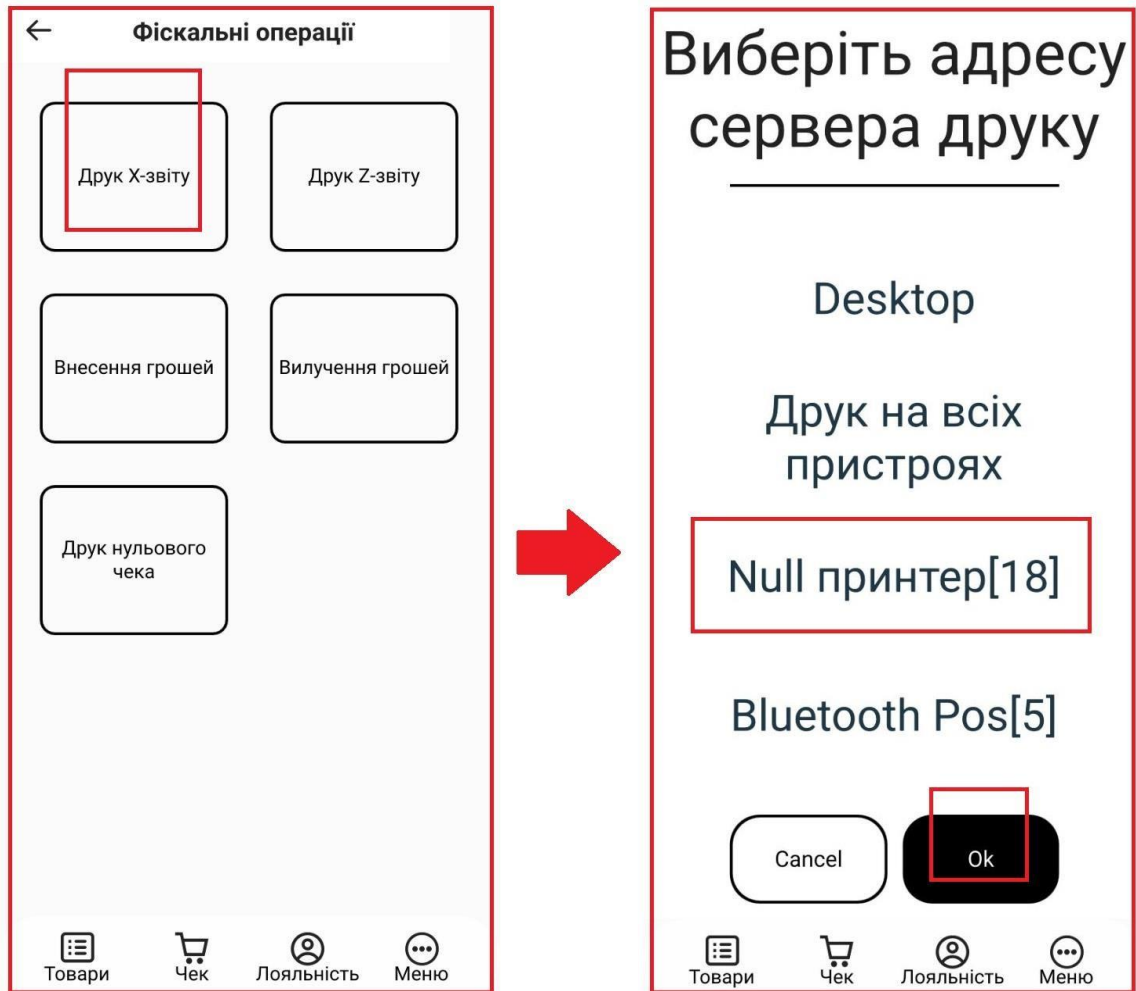 Фіскальні операції
Друк X-звіту
Друк Z-звіту
Внесення грошей
Вилучення грошей
Друк нульового
чека
Товари
Чек
Лояльність
Меню
Виберіть адресу
сервера друку
Desktop
Друк на всіх
пристроях
Null принтер[18]
Bluetooth Pos[5]
Cancel
Ok
Товари
Чек
Лояльність
Меню